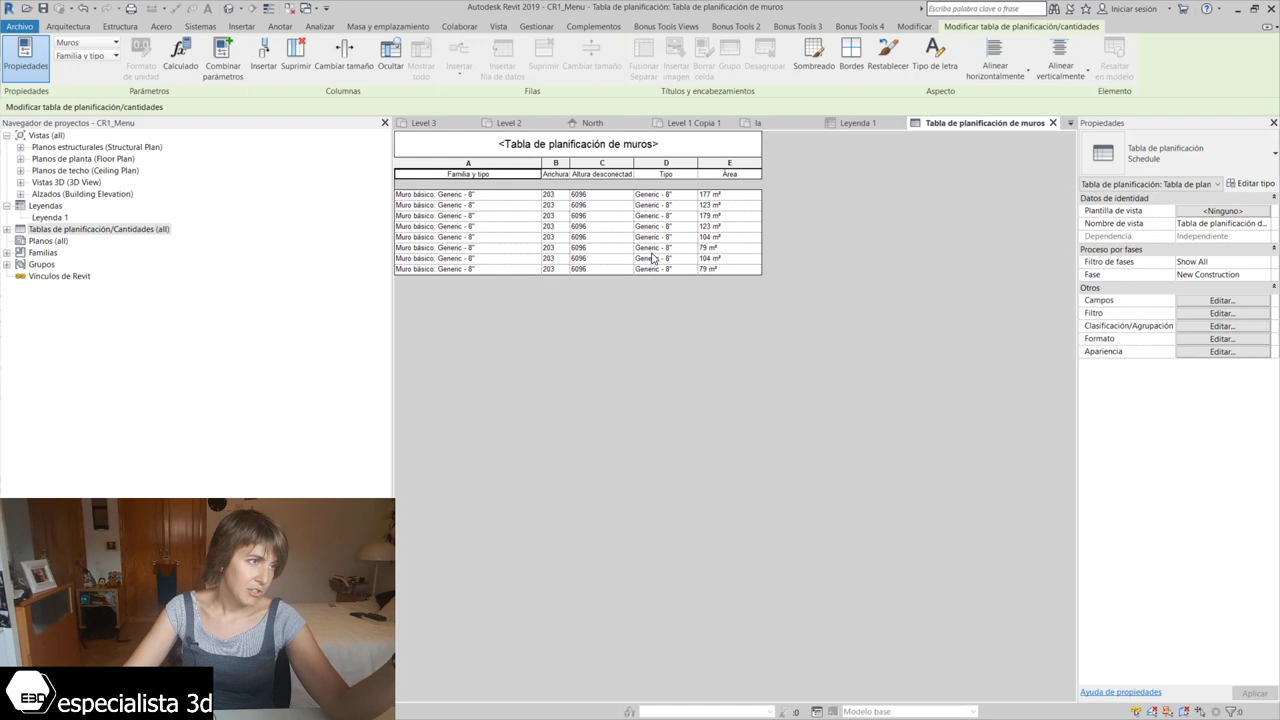 Autodesk Revit 2019 - CR1_Menu - Tabla de planificación: Tabla de planificación de muros
Escriba palabra clave o frase
Iniciar sesión
Archivo Arquitectura Estructura Acero Sistemas Insertar Anotar Analizar Masa y emplazamiento Colaborar Vista Gestionar Complementos Bonus Tools Views Bonus Tools 2 Bonus Tools 3 Bonus Tools 4 Modificar Modificar tabla de planificación/cantidades
Propiedades
Muros
Familia y tipo
Formato de unidad
Calculado
Combinar parámetros
Insertar
Suprimir
Cambiar tamaño
Ocultar
Mostrar todo
Insertar
Insertar fila de datos
Suprimir
Cambiar tamaño
Fusionar Separar
Insertar imagen
Borrar celda
Grupo
Desagrupar
Sombreado
Bordes
Restablecer
Tipo de letra
Alinear horizontalmente
Alinear verticalmente
Resaltar en modelo
Propiedades Parámetros Columnas Filas Títulos y encabezamientos Aspecto Elemento
Modificar tabla de planificación/cantidades
Navegador de proyectos - CR1_Menu
Vistas (all)
Planos estructurales (Structural Plan)
Planos de planta (Floor Plan)
Planos de techo (Ceiling Plan)
Vistas 3D (3D View)
Alzados (Building Elevation)
Leyendas
Leyenda 1
Tablas de planificación/Cantidades (all)
Planos (all)
Familias
Grupos
Vínculos de Revit
Level 3 Level 2 North Level 1 Copia 1 Ia Leyenda 1 Tabla de planificación de muros
<Tabla de planificación de muros>
A B C D E
Familia y tipo Anchura Altura desconectad Tipo Área
Muro básico: Generic - 8" 203 6096 Generic - 8" 177 m²
Muro básico: Generic - 8" 203 6096 Generic - 8" 123 m²
Muro básico: Generic - 8" 203 6096 Generic - 8" 179 m²
Muro básico: Generic - 8" 203 6096 Generic - 8" 123 m²
Muro básico: Generic - 8" 203 6096 Generic - 8" 104 m²
Muro básico: Generic - 8" 203 6096 Generic - 8" 79 m²
Muro básico: Generic - 8" 203 6096 Generic - 8" 104 m²
Muro básico: Generic - 8" 203 6096 Generic - 8" 79 m²
Propiedades
Tabla de planificación
Schedule
Tabla de planificación: Tabla de plan
Editar tipo
Datos de identidad
Plantilla de vista <Ninguno>
Nombre de vista Tabla de planificación d...
Dependencia Independiente
Proceso por fases
Filtro de fases Show All
Fase New Construction
Otros
Campos Editar...
Filtro Editar...
Clasificación/Agrupación Editar...
Formato Editar...
Apariencia Editar...
Ayuda de propiedades
Aplicar
E3D especialista 3d
:0
Modelo base
:0